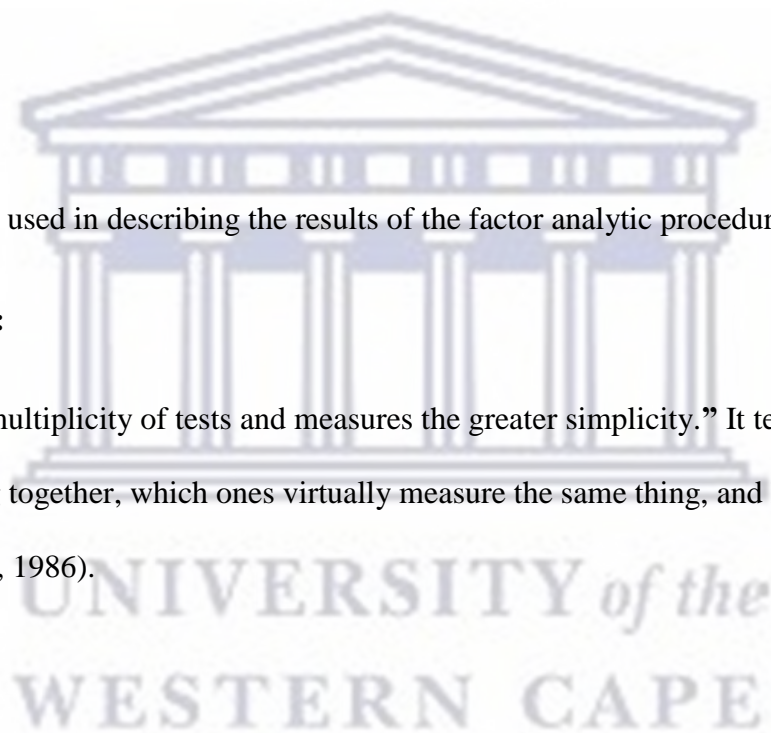 used in describing the results of the factor analytic procedur
:
multiplicity of tests and measures the greater simplicity.” It te
together, which ones virtually measure the same thing, and
, 1986).
UNIVERSITY of the
WESTERN CAPE